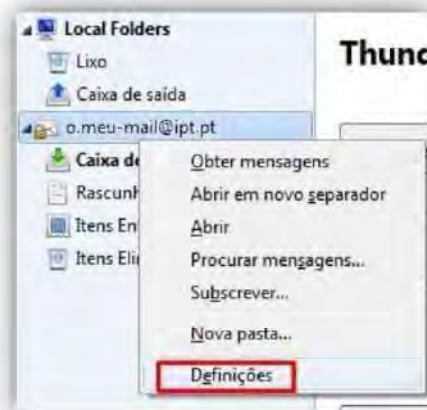 Local Folders
Lixo
Caixa de saída
o.meu-mail@ipt.pt
Caixa de
Rascunh
Itens En
Itens Eli
Thund
Obter mensagens
Abrir em novo separador
Abrir
Procurar mensagens...
Subscrever...
Nova pasta...
Definições